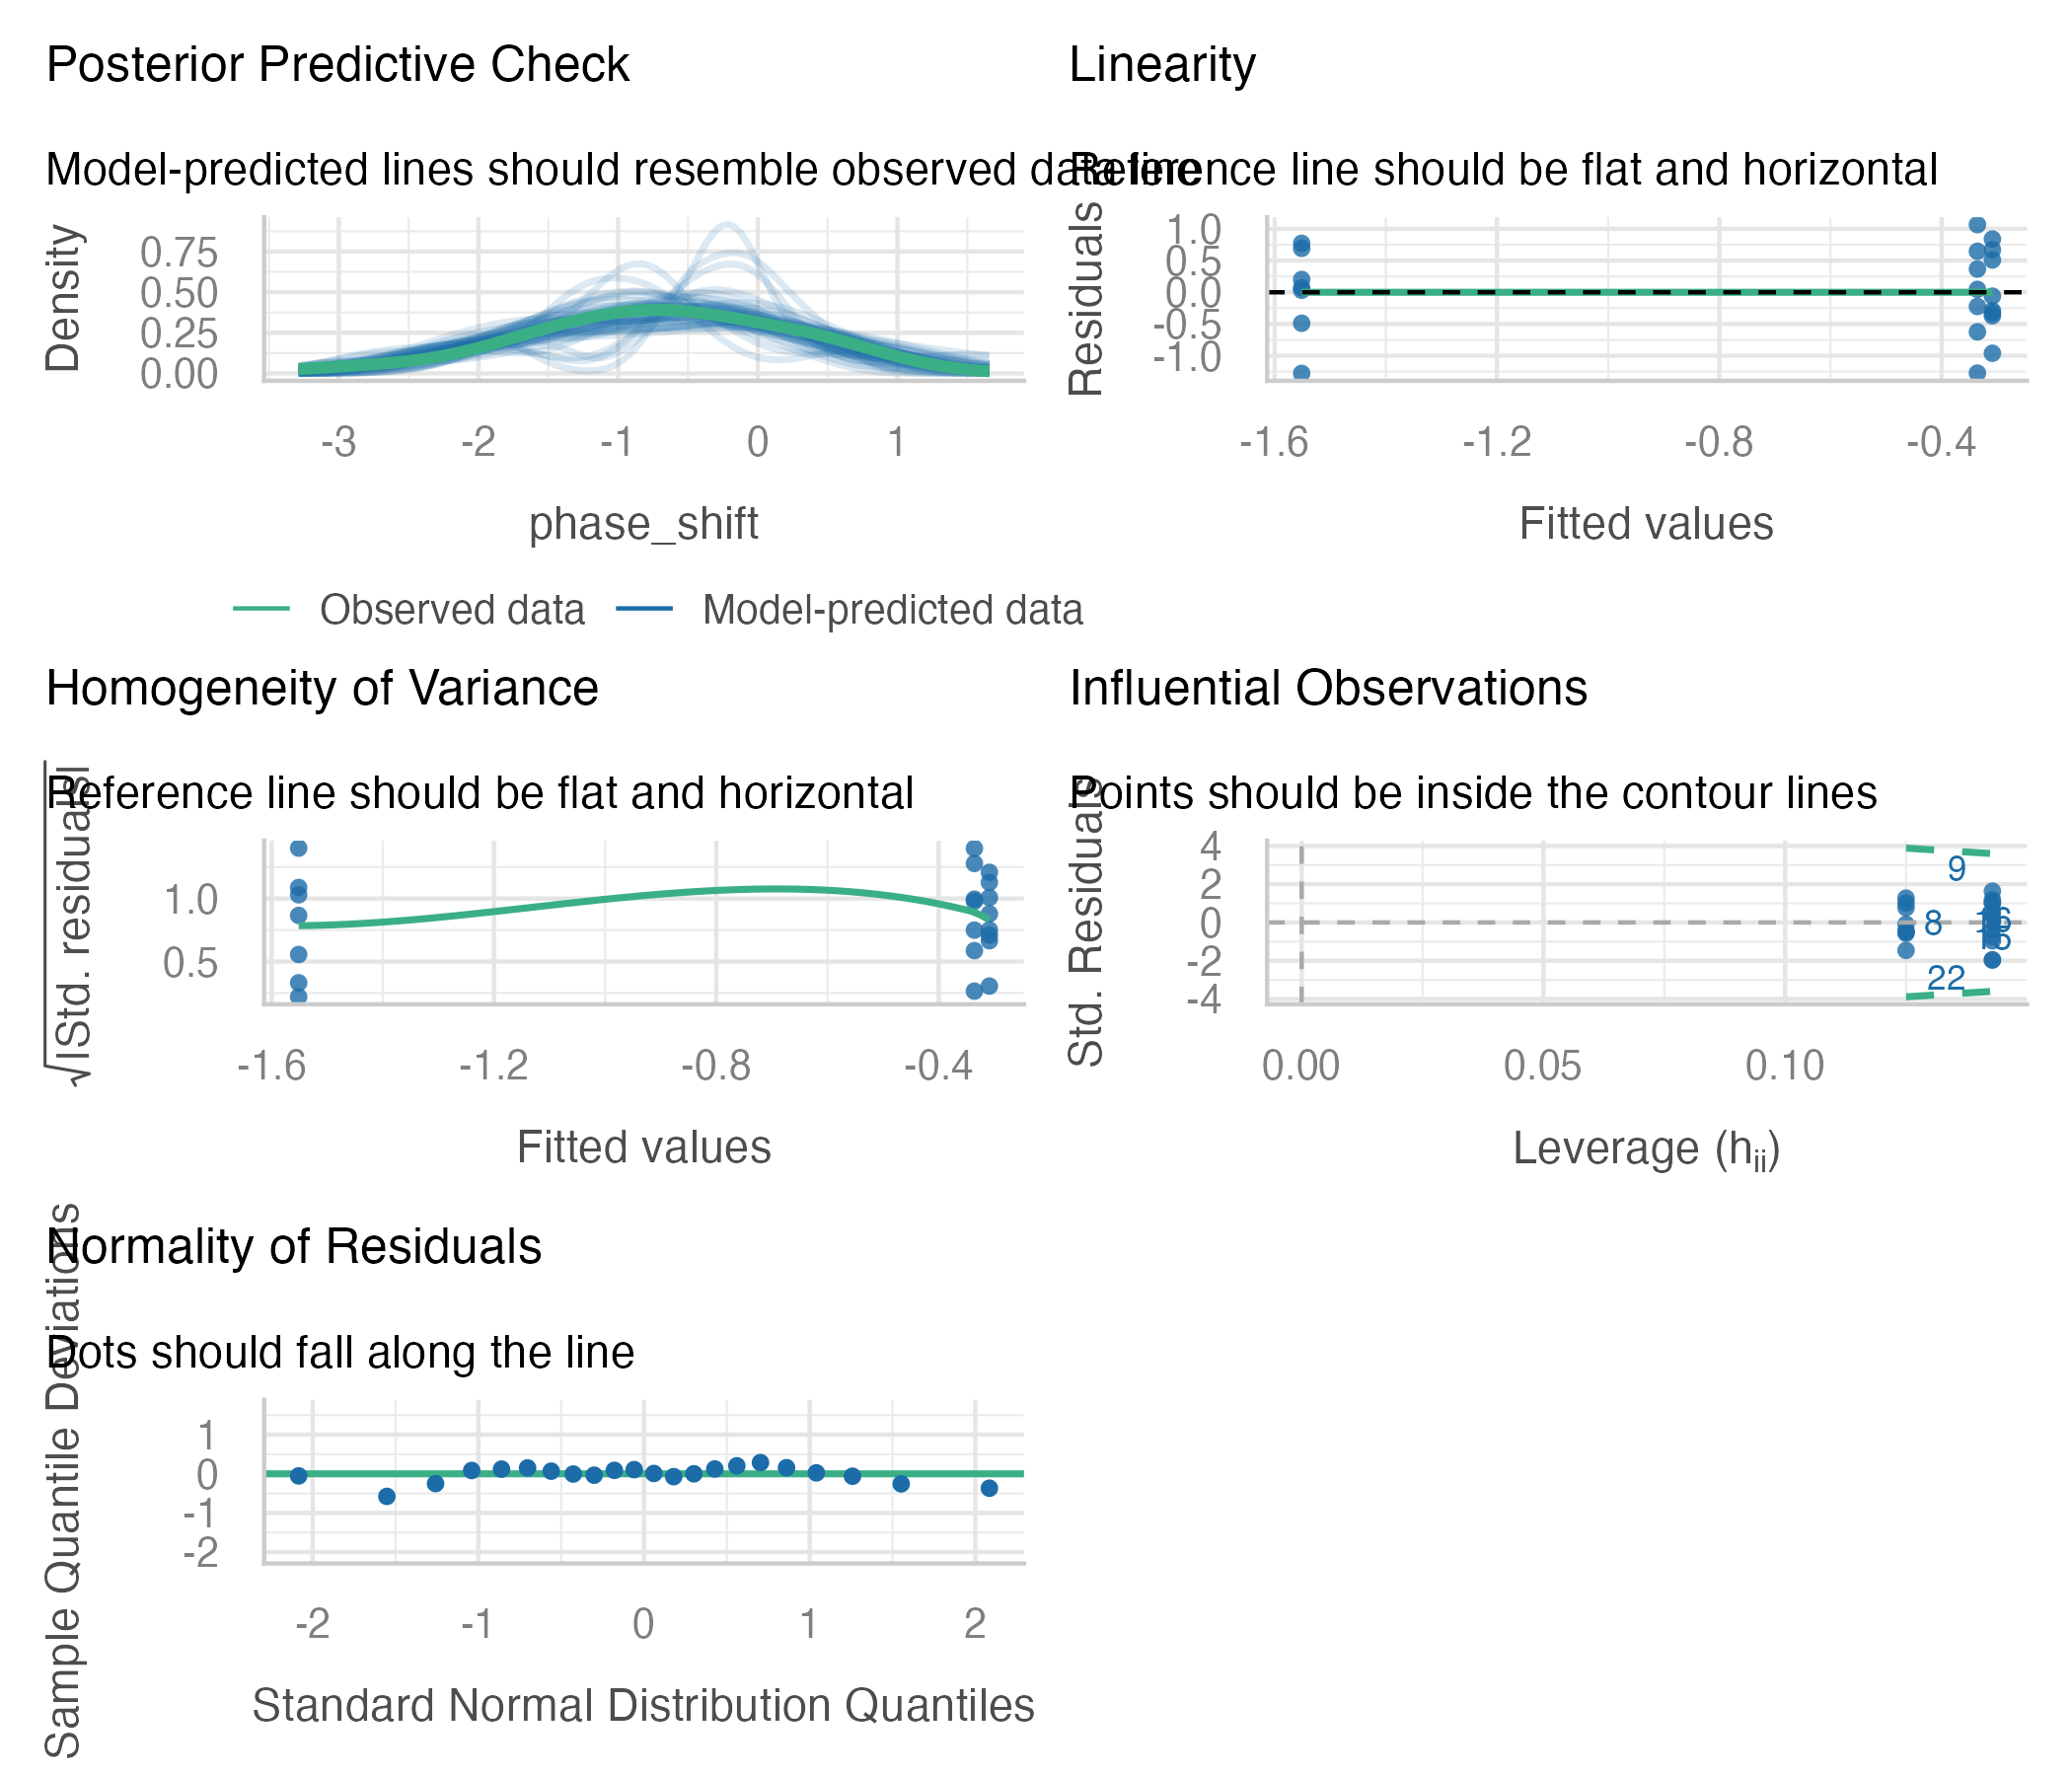 Posterior Predictive Check
Model-predicted lines should resemble observed data line
Density
0.75
0.50
0.25
0.00
-3 -2 -1 0 1
phase_shift
Observed data Model-predicted data
Linearity
Reference line should be flat and horizontal
Residuals
1.0
0.5
0.0
-0.5
-1.0
-1.6 -1.2 -0.8 -0.4
Fitted values
Homogeneity of Variance
Reference line should be flat and horizontal
√|Std. residuals|
1.0
0.5
-1.6 -1.2 -0.8 -0.4
Fitted values
Influential Observations
Points should be inside the contour lines
Std. Residuals
4
2
0
-2
-4
9
8
22
0.00 0.05 0.10
Leverage (hii)
Normality of Residuals
Dots should fall along the line
Sample Quantile Deviations
1
0
-1
-2
-2 -1 0 1 2
Standard Normal Distribution Quantiles